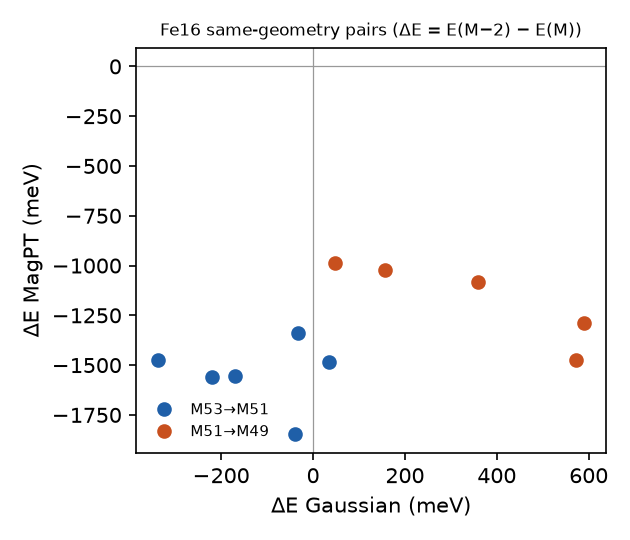 Fe16 same-geometry pairs (ΔE = E(M−2) − E(M))
ΔE MagPT (meV)
0
−250
−500
−750
−1000
−1250
−1500
−1750
M53→M51
M51→M49
−200
0
200
400
600
ΔE Gaussian (meV)